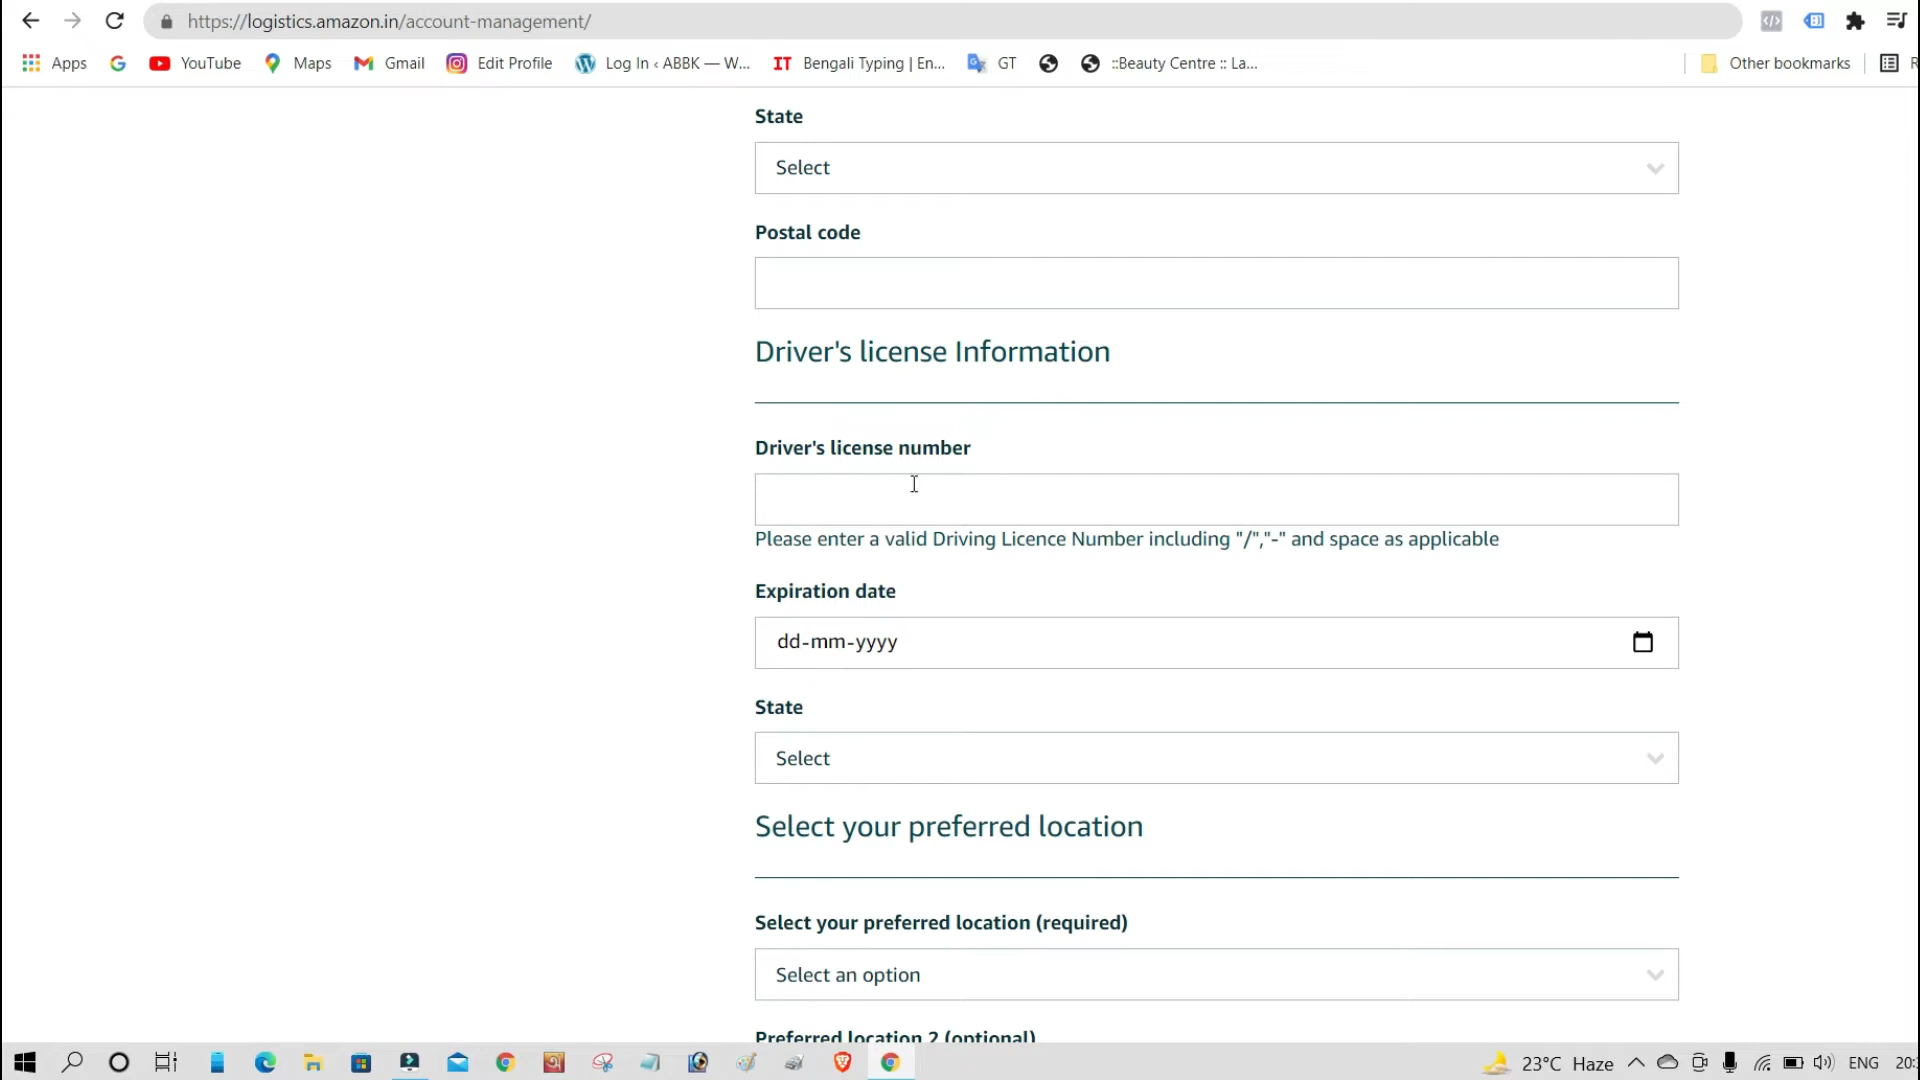 https://logistics.amazon.in/account-management/
Apps YouTube Maps Gmail Edit Profile Log In ‹ ABBK — W... IT Bengali Typing | En... GT ::Beauty Centre :: La... Other bookmarks
State
Select
Postal code
Driver's license Information
Driver's license number
Please enter a valid Driving Licence Number including "/","-" and space as applicable
Expiration date
dd-mm-yyyy
State
Select
Select your preferred location
Select your preferred location (required)
Select an option
Preferred location 2 (optional)
23°C Haze ENG